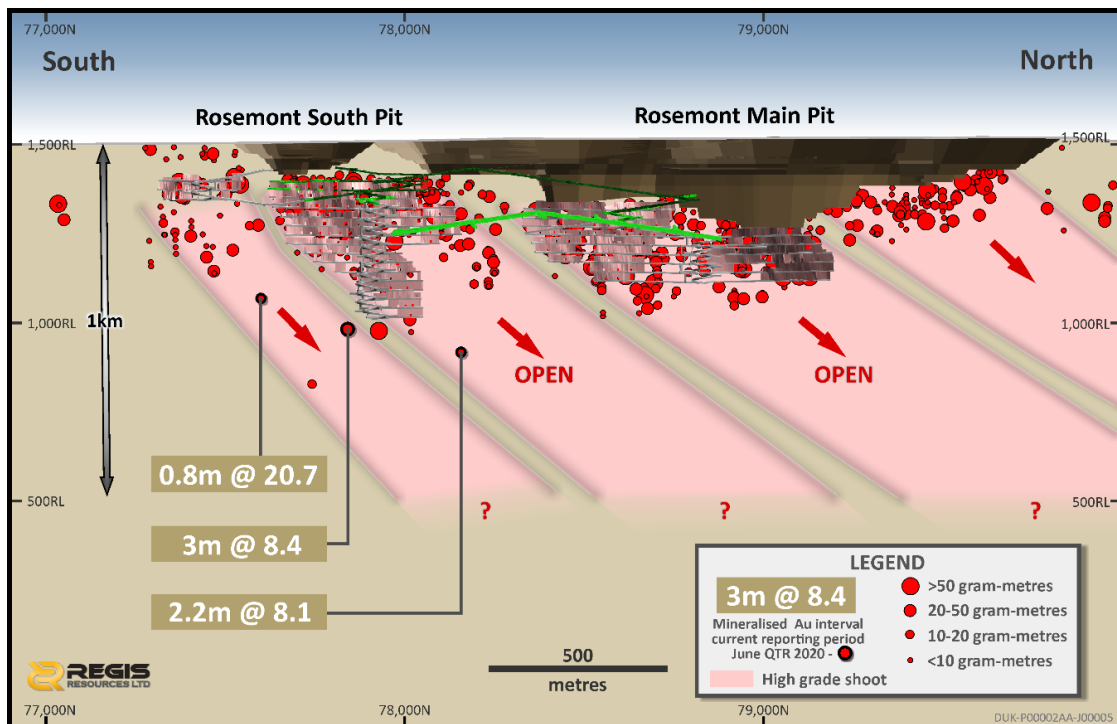 77,000N
78,000N
79,000N
South
North
Rosemont South Pit
Rosemont Main Pit
1,500RL
1,500RL
1,000RL
1km
1,000RL
OPEN
OPEN
0.8m @ 20.7
500RL
500RL
?
?
?
3m @ 8.4
2.2m @ 8.1
LEGEND
3m @ 8.4
Mineralised Au interval
current reporting period
June QTR 2020 -
>50 gram-metres
20-50 gram-metres
10-20 gram-metres
<10 gram-metres
High grade shoot
500
metres
REGIS
RESOURCES LTD
77,000N
78,000N
79,000N
DUK-P00002AA-J00005